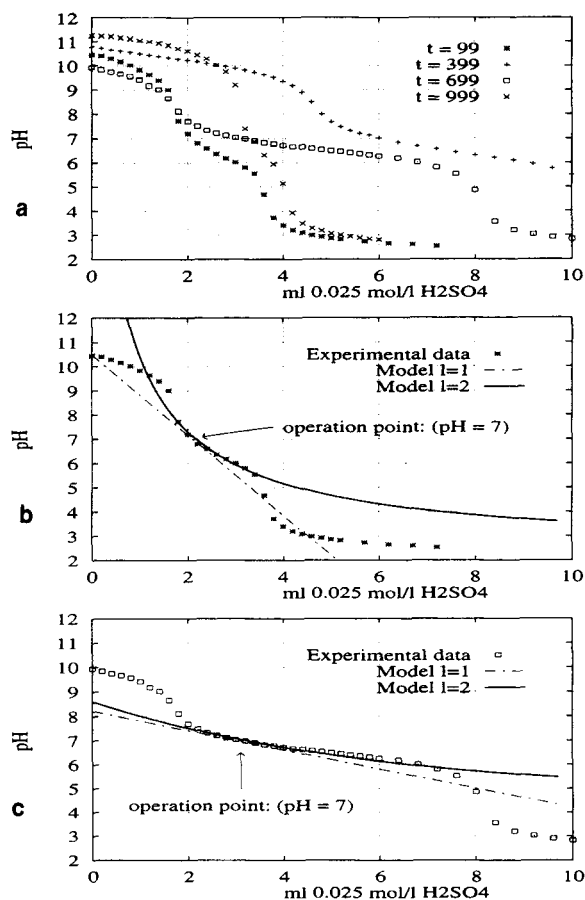 12
11
10
9
8
7
6
5
4
3
2
pH
a
t = 99
t = 399
t = 699
t = 999
0 2 4 6 8 10
ml 0.025 mol/l H2SO4
12
11
10
9
8
7
6
5
4
3
2
pH
b
Experimental data
Model l=1
Model l=2
operation point: (pH = 7)
0 2 4 6 8 10
ml 0.025 mol/l H2SO4
12
11
10
9
8
7
6
5
4
3
2
pH
c
Experimental data
Model l=1
Model l=2
operation point: (pH = 7)
0 2 4 6 8 10
ml 0.025 mol/l H2SO4